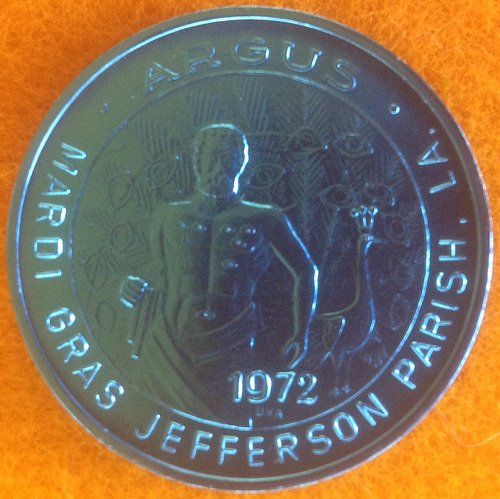 · ARGUS ·
MARDI GRAS JEFFERSON PARISH, LA.
1972